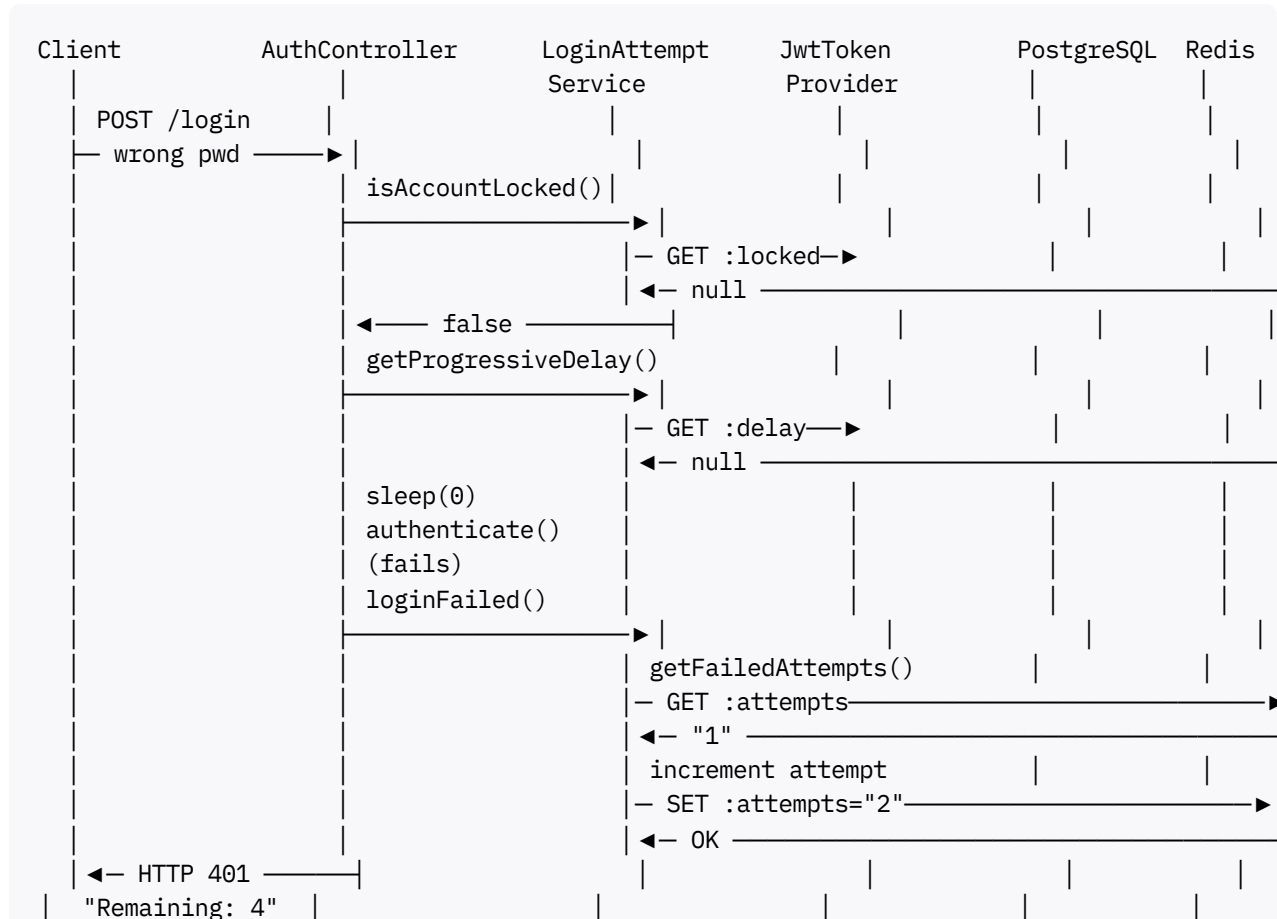 Client AuthController LoginAttempt JwtToken PostgreSQL Redis
Service Provider
POST /login
wrong pwd
isAccountLocked()
GET :locked
null
false
getProgressiveDelay()
GET :delay
null
sleep(0)
authenticate()
(fails)
loginFailed()
getFailedAttempts()
GET :attempts
"1"
increment attempt
SET :attempts="2"
OK
HTTP 401
"Remaining: 4"